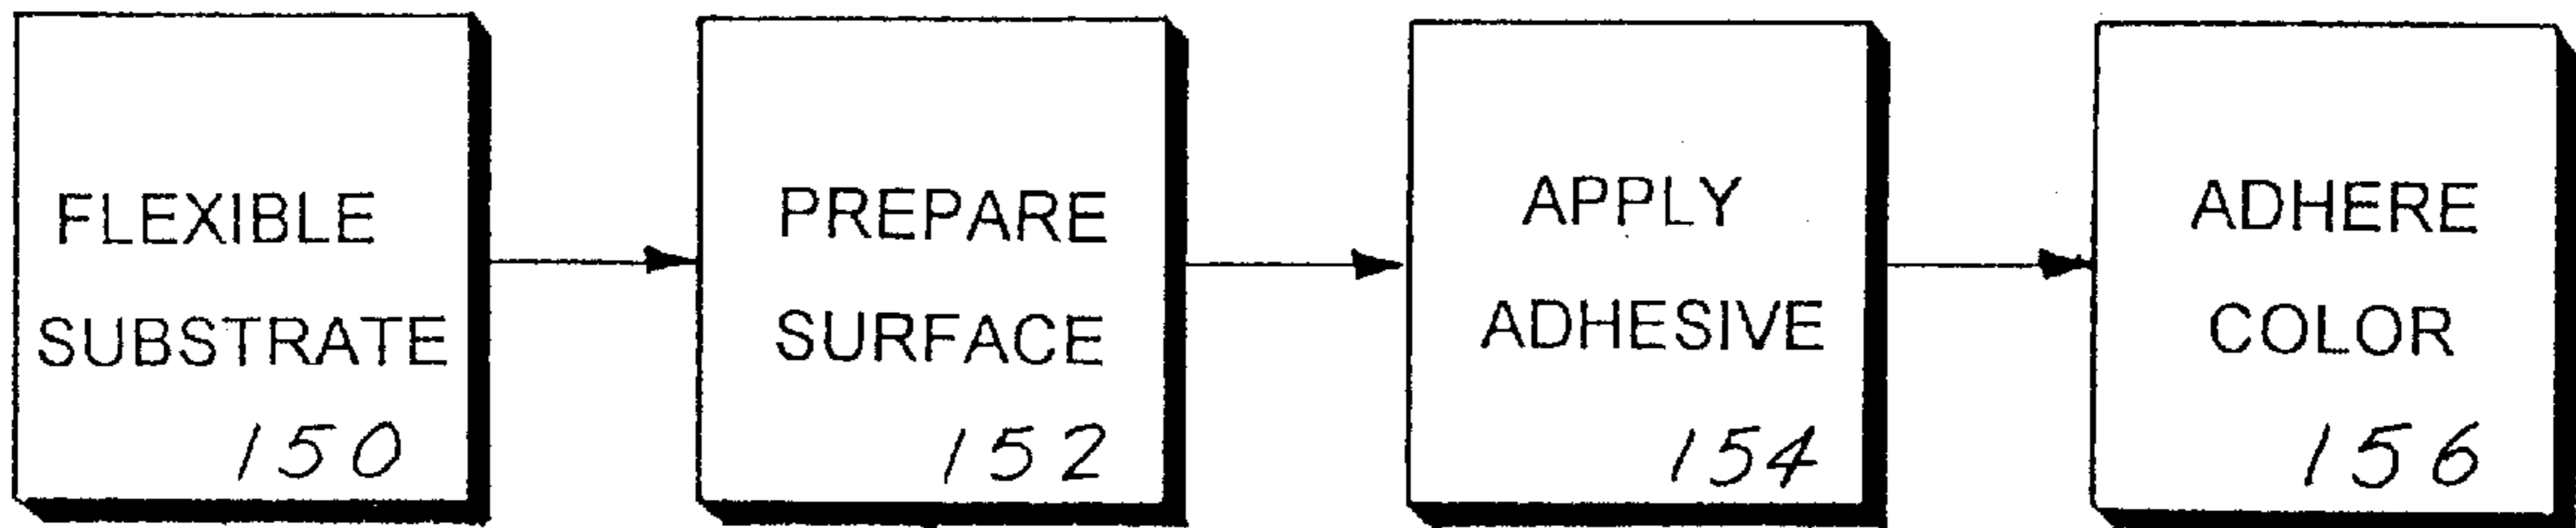 FLEXIBLE
SUBSTRATE
150
PREPARE
SURFACE
152
APPLY
ADHESIVE
154
ADHERE
COLOR
156